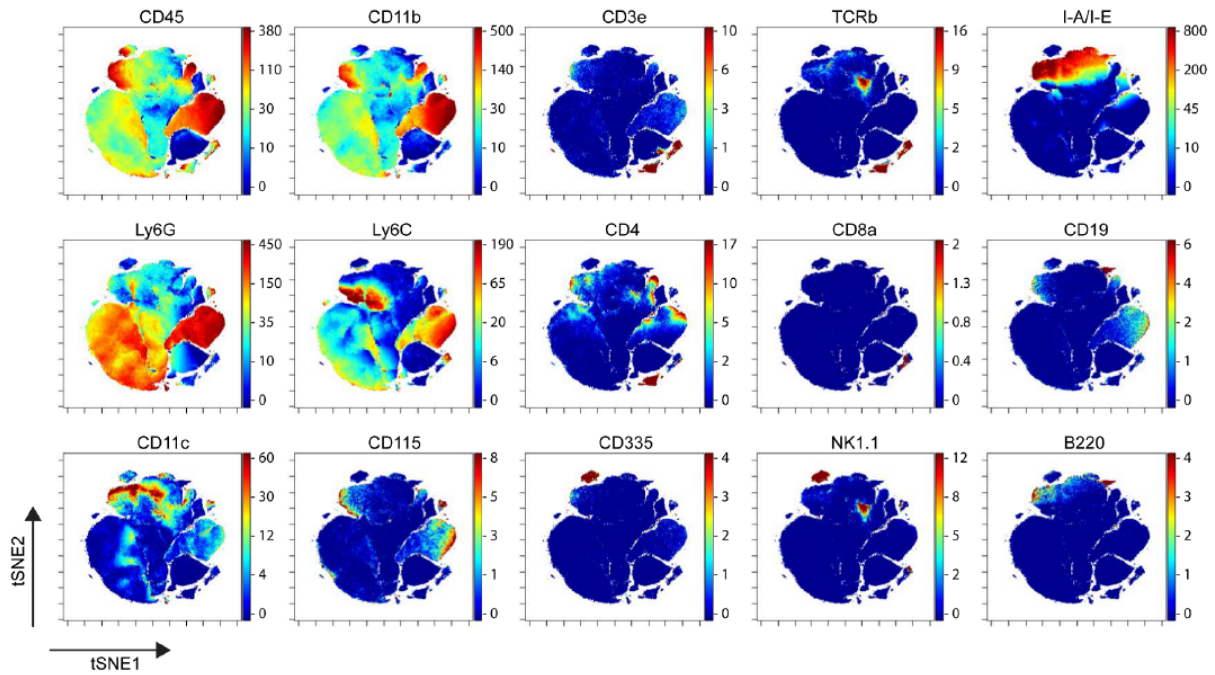 CD45 CD11b CD3e TCRb I-A/I-E
380 500 10 16 800
110 140 6 9 200
30 30 3 5 45
10 10 1 2 10
0 0 0 0 0
Ly6G Ly6C CD4 CD8a CD19
450 190 17 2 6
150 65 10 1.3 4
35 20 5 0.8 2
10 6 2 0.4 1
0 0 0 0 0
CD11c CD115 CD335 NK1.1 B220
60 8 4 12 4
30 5 3 8 3
12 3 2 5 2
4 1 1 2 1
0 0 0 0 0
tSNE2
tSNE1